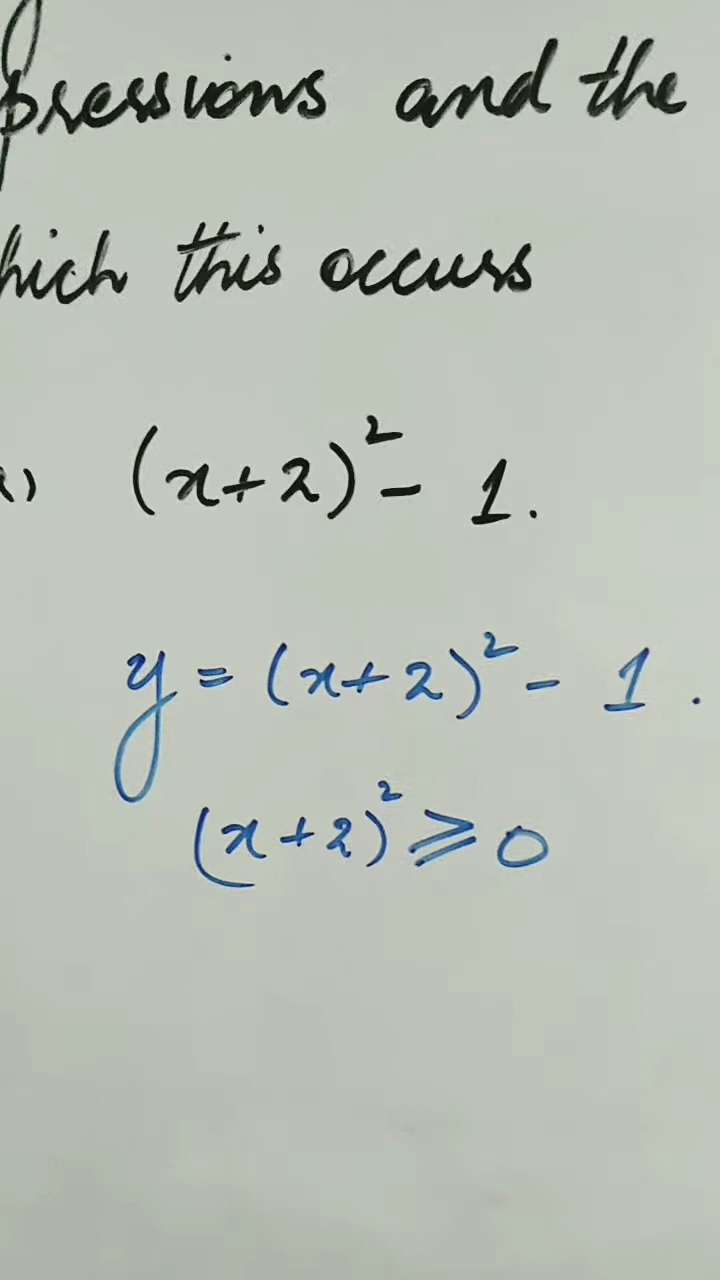 pressions and the
hich this occurs
(x+2)² - 1.
y = (x+2)² - 1.
(x+2)² ⩾ 0